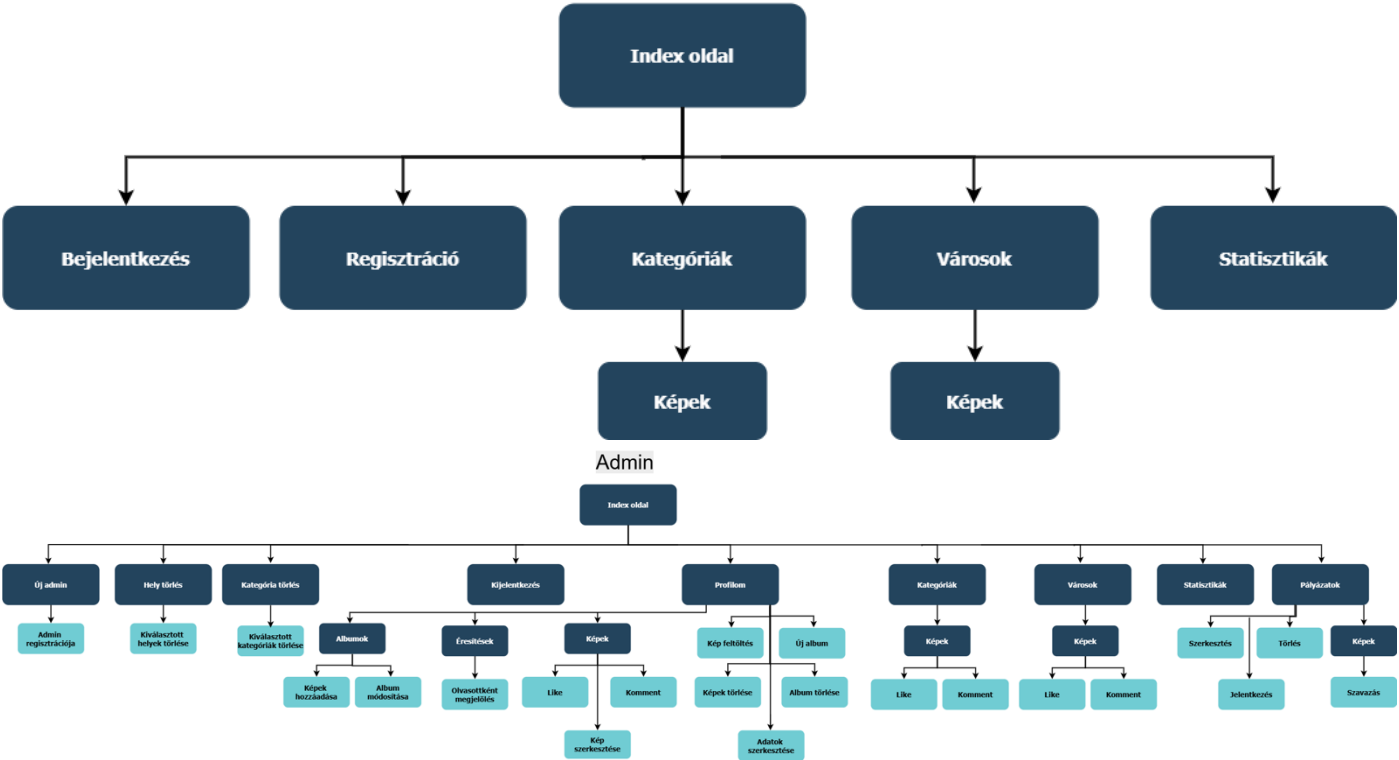 Index oldal
Bejelentkezés
Regisztráció
Kategóriák
Városok
Statisztikák
Képek
Képek
Admin
Index oldal
Új admin
Hely törlés
Kategória törlés
Kijelentkezés
Profilom
Kategóriák
Városok
Statisztikák
Pályázatok
Admin
regisztrációja
Kiválasztott
helyek törlése
Kiválasztott
kategóriák törlése
Albumok
Éresítések
Képek
Kép feltöltés
Új album
Képek
Képek
Szerkesztés
Törlés
Képek
Képek
hozzáadása
Album
módosítása
Olvasottként
megjelölés
Like
Komment
Képek törlése
Album törlése
Like
Komment
Like
Komment
Jelentkezés
Szavazás
Kép
szerkesztése
Adatok
szerkesztése